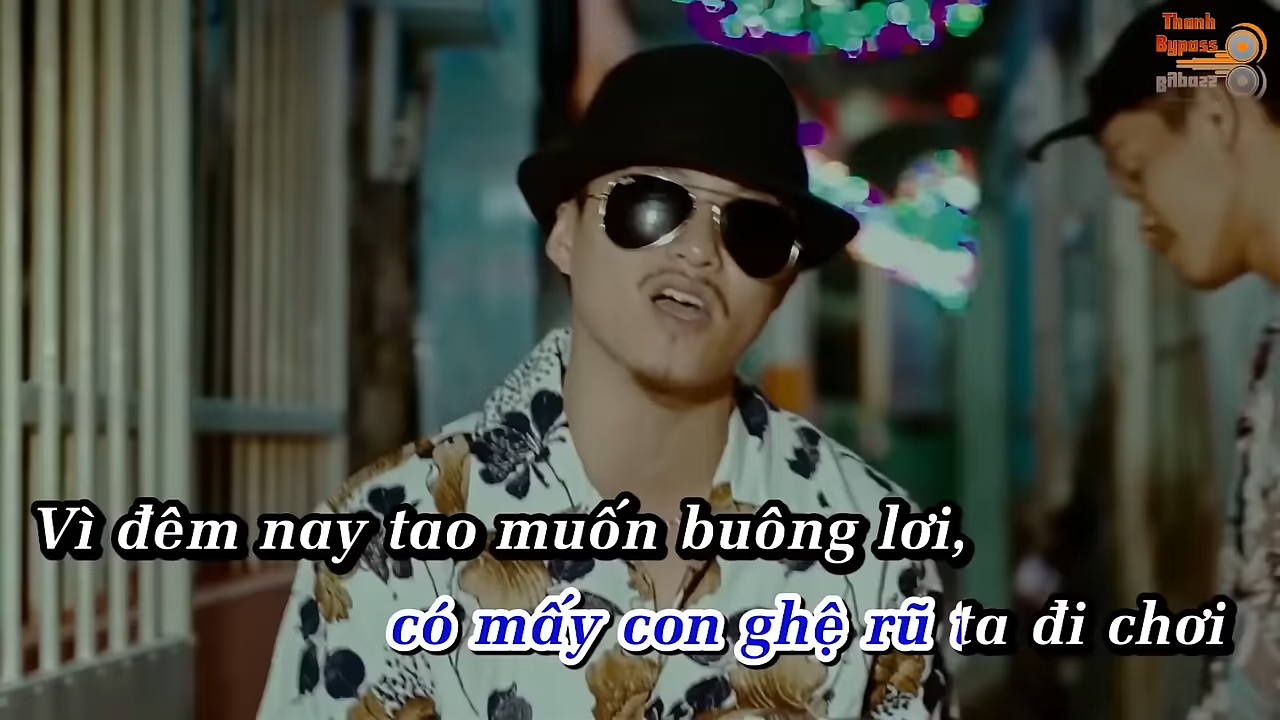 Thanh
Bypass
Vì đêm nay tao muốn buông lơi,
có mấy con ghệ rũ ta đi chơi